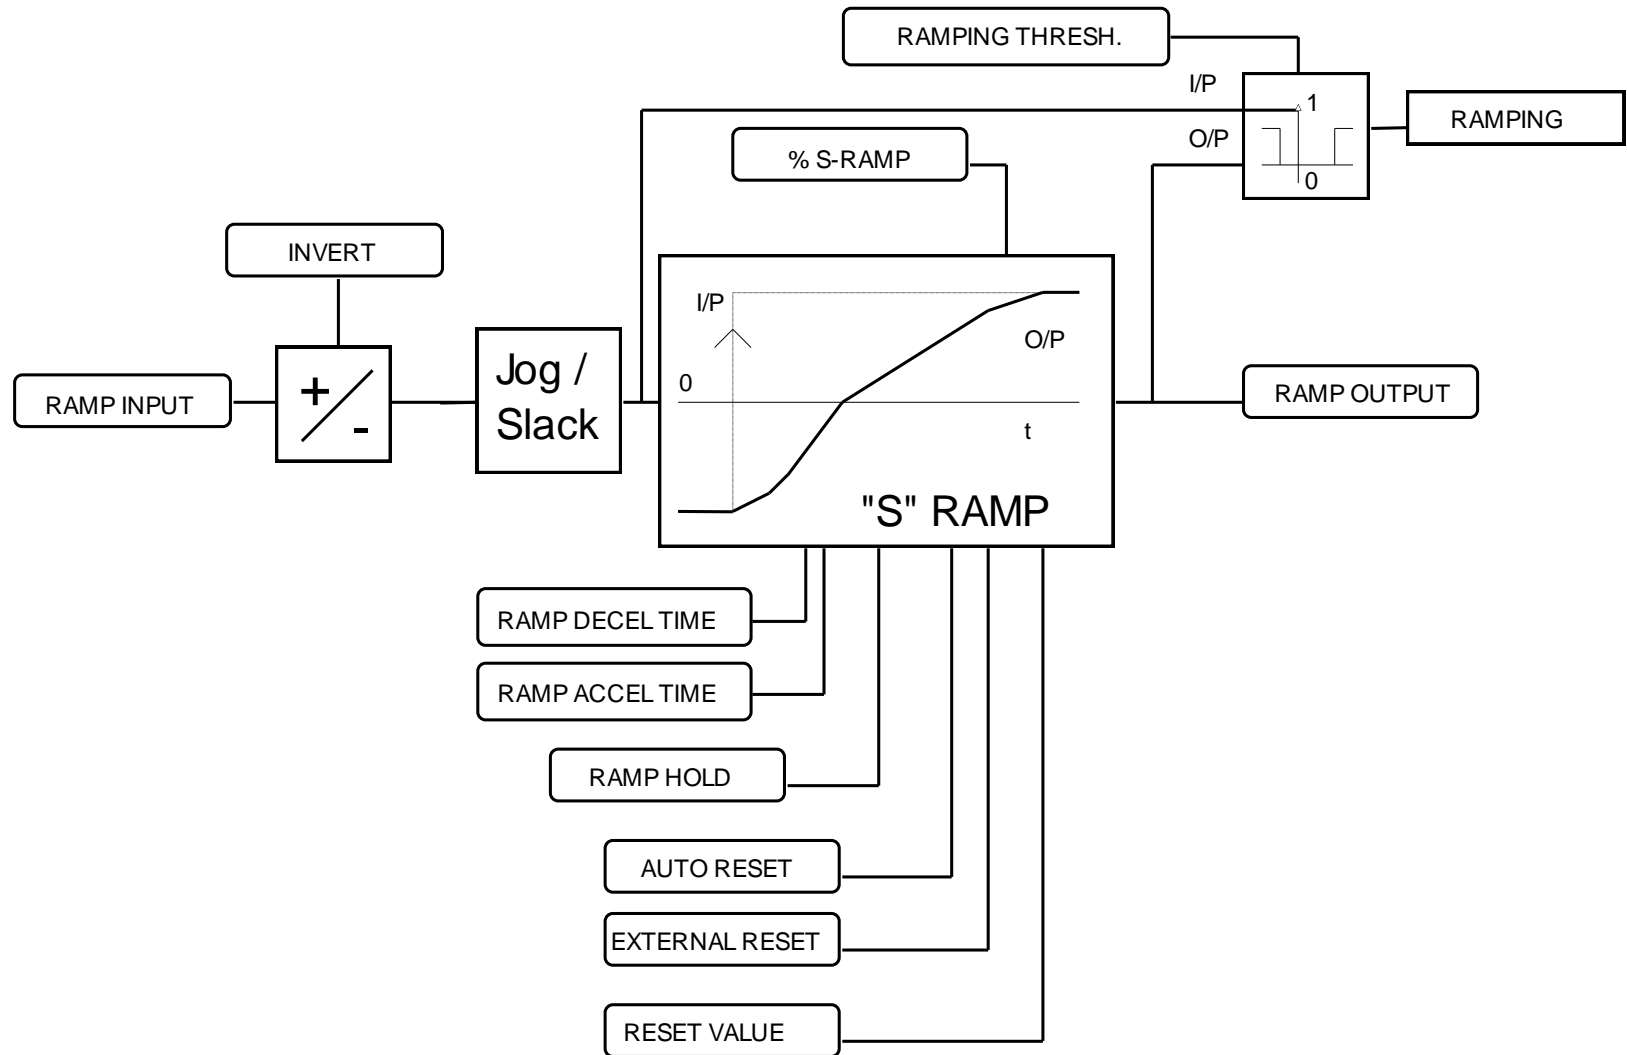 RAMPING THRESH.
I/P
1
RAMPING
O/P
% S-RAMP
0
INVERT
I/P
O/P
Jog /
Slack
0
+
-
RAMP INPUT
RAMP OUTPUT
t
"S" RAMP
RAMP DECEL TIME
RAMP ACCEL TIME
RAMP HOLD
AUTO RESET
EXTERNAL RESET
RESET VALUE